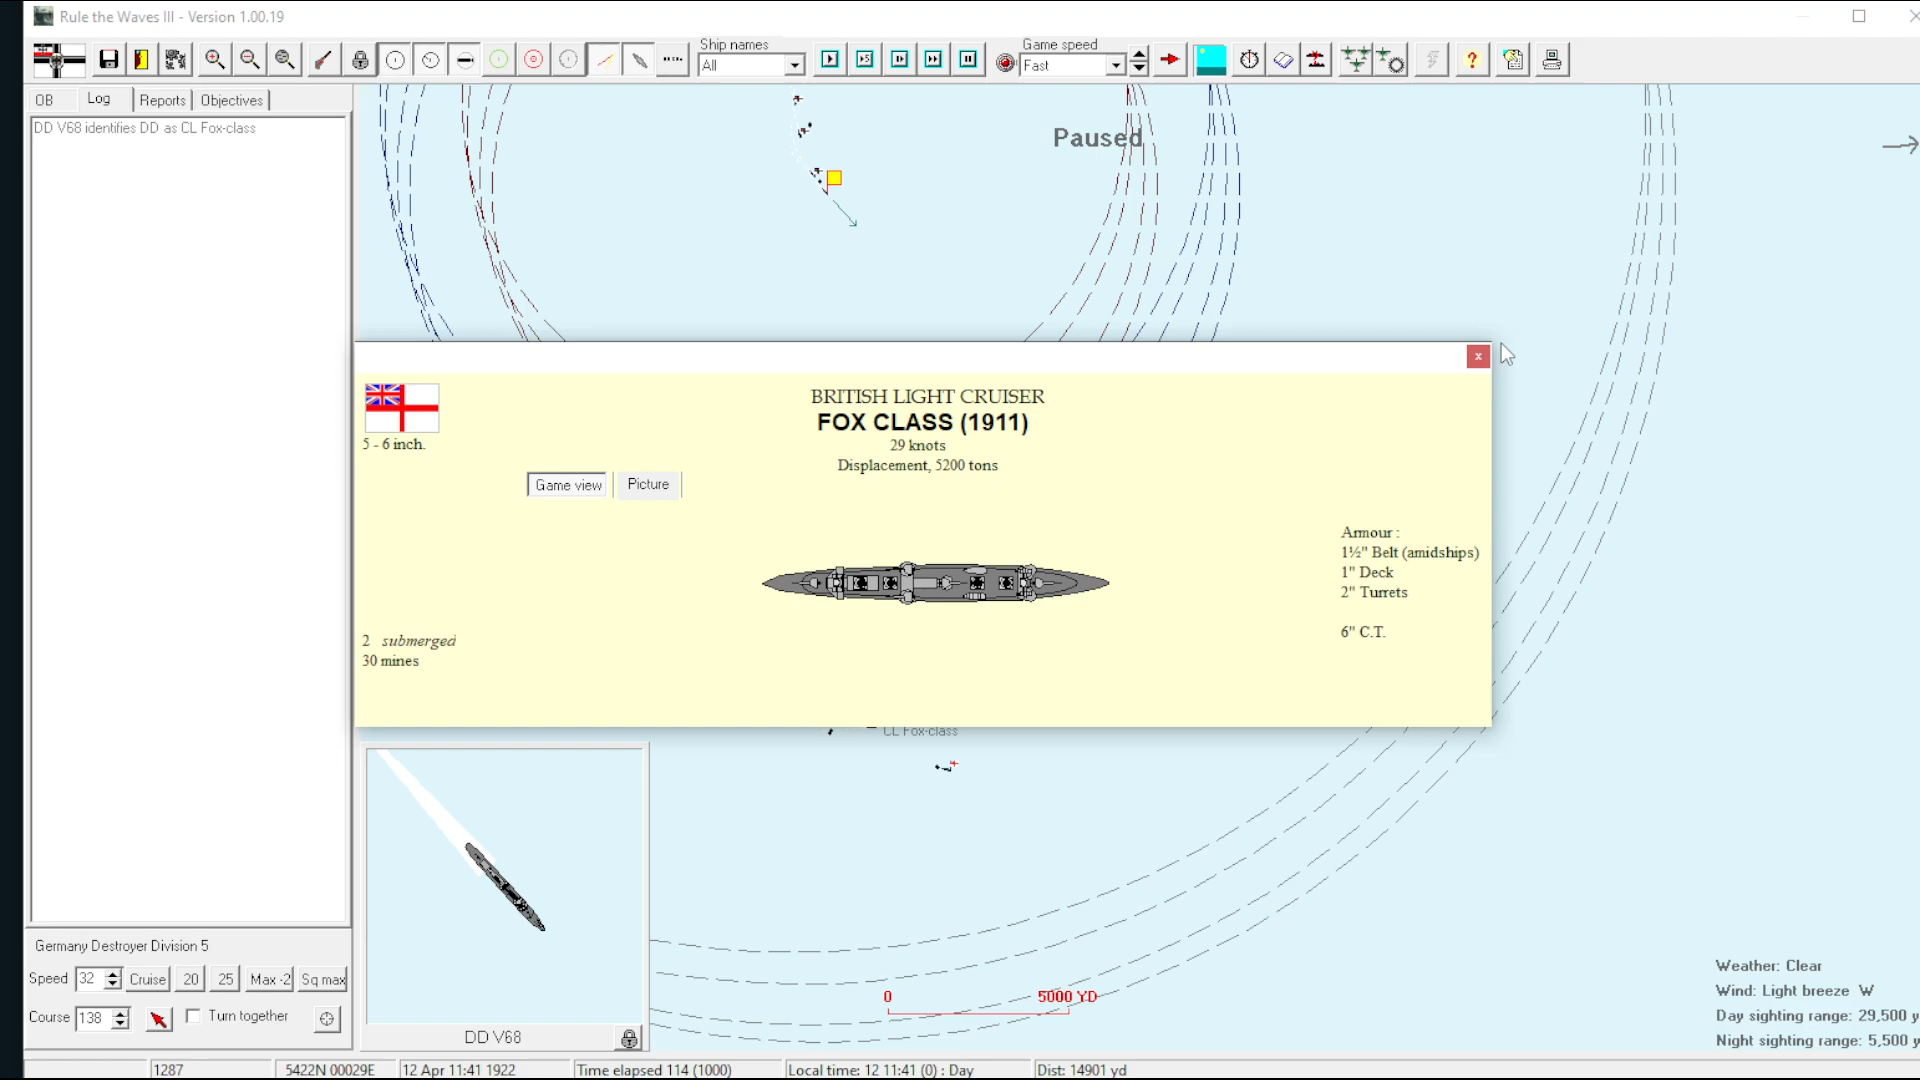 Rule the Waves III - Version 1.00.19
Ship names
All
Game speed
Fast
OB
Log
Reports
Objectives
DD V68 identifies DD as CL Fox-class
Paused
x
BRITISH LIGHT CRUISER
FOX CLASS (1911)
29 knots
Displacement, 5200 tons
5 - 6 inch.
Game view
Picture
Armour :
1½" Belt (amidships)
1" Deck
2" Turrets
6" C.T.
2 submerged
30 mines
CL Fox-class
Germany Destroyer Division 5
Speed 32 Cruise 20 25 Max -2 Sq max
Course 138 Turn together
DD V68
0 5000 YD
Weather: Clear
Wind: Light breeze W
Day sighting range: 29,500 y
Night sighting range: 5,500 y
1287
5422N 00029E
12 Apr 11:41 1922
Time elapsed 114 (1000)
Local time: 12 11:41 (0) : Day
Dist: 14901 yd